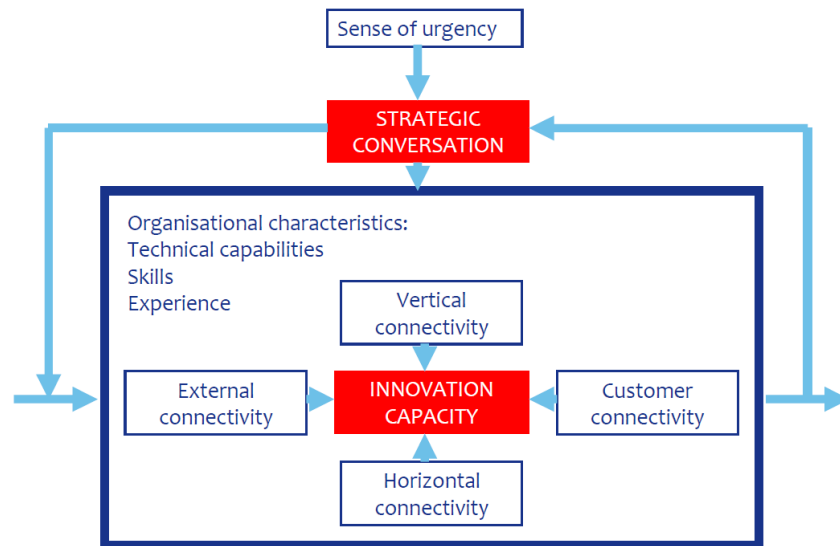 Sense of urgency
STRATEGIC
CONVERSATION
Organisational characteristics:
Technical capabilities
Skills
Experience
Vertical
connectivity
External
connectivity
INNOVATION
CAPACITY
Customer
connectivity
Horizontal
connectivity